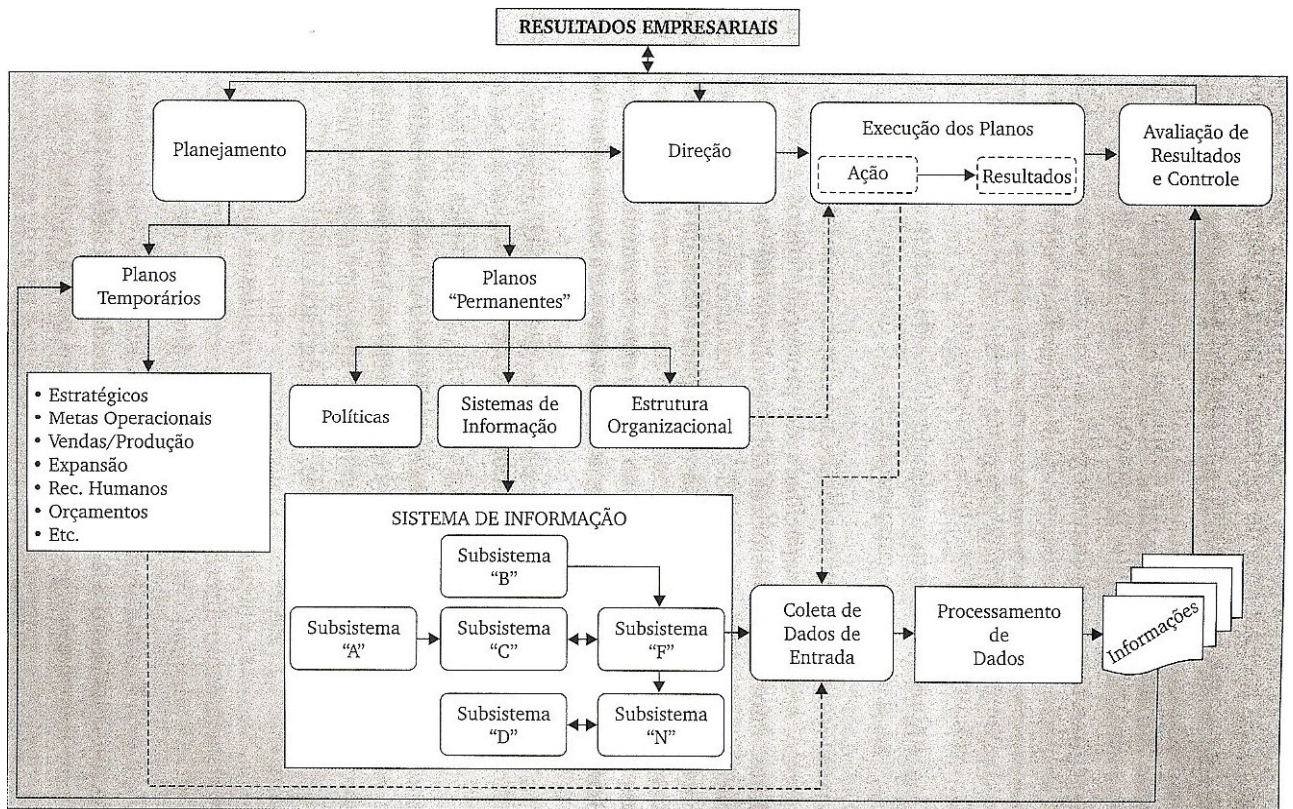 RESULTADOS EMPRESARIAIS
Planejamento
Direção
Execução dos Planos
Ação
Resultados
Avaliação de
Resultados
e Controle
Planos
Temporários
Planos
“Permanentes”
• Estratégicos
• Metas Operacionais
• Vendas/Produção
• Expansão
• Rec. Humanos
• Orçamentos
• Etc.
Políticas
Sistemas de
Informação
Estrutura
Organizacional
SISTEMA DE INFORMAÇÃO
Subsistema
“B”
Subsistema
“A”
Subsistema
“C”
Subsistema
“F”
Subsistema
“D”
Subsistema
“N”
Coleta de
Dados de
Entrada
Processamento
de
Dados
Informações